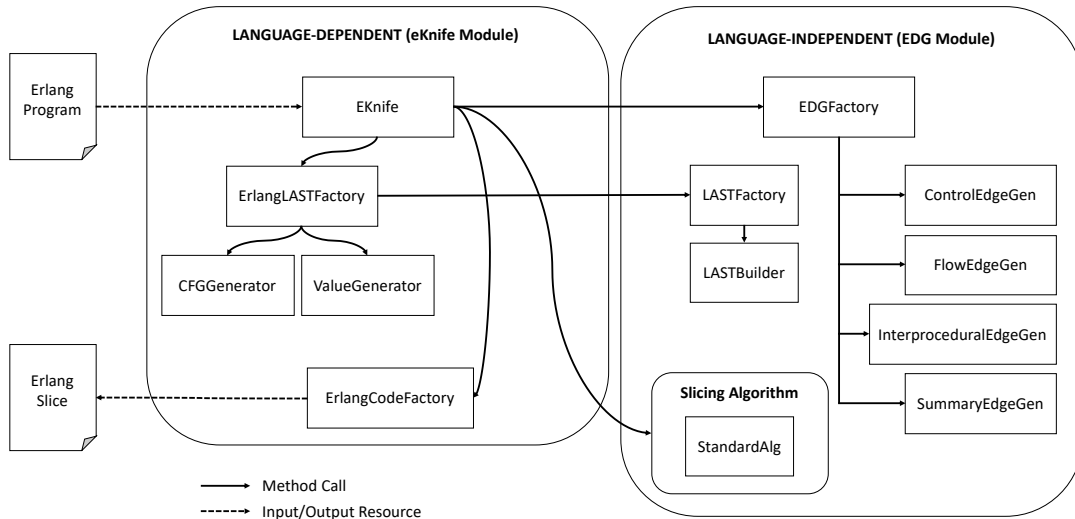 LANGUAGE-DEPENDENT (eKnife Module)
LANGUAGE-INDEPENDENT (EDG Module)
Erlang
Program
EKnife
EDGFactory
ErlangLASTFactory
LASTFactory
ControlEdgeGen
CFGGenerator
ValueGenerator
LASTBuilder
FlowEdgeGen
InterproceduralEdgeGen
Erlang
Slice
ErlangCodeFactory
Slicing Algorithm
StandardAlg
SummaryEdgeGen
Method Call
Input/Output Resource